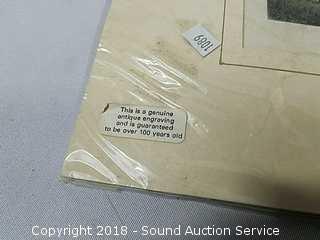 1089
This is a genuine
antique engraving
and is guaranteed
to be over 100 years old
Copyright 2018 - Sound Auction Service